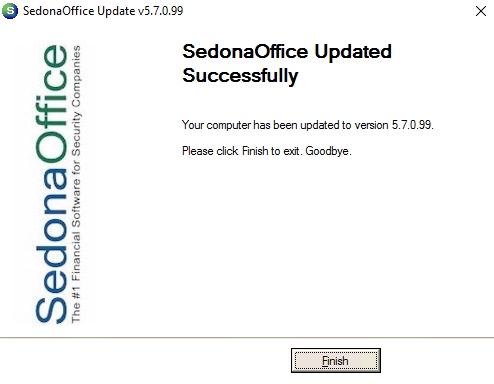 SedonaOffice Update v5.7.0.99
SedonaOffice Updated
Successfully
Your computer has been updated to version 5.7.0.99.
Please click Finish to exit. Goodbye.
SedonaOffice
The #1 Financial Software for Security Companies
Finish